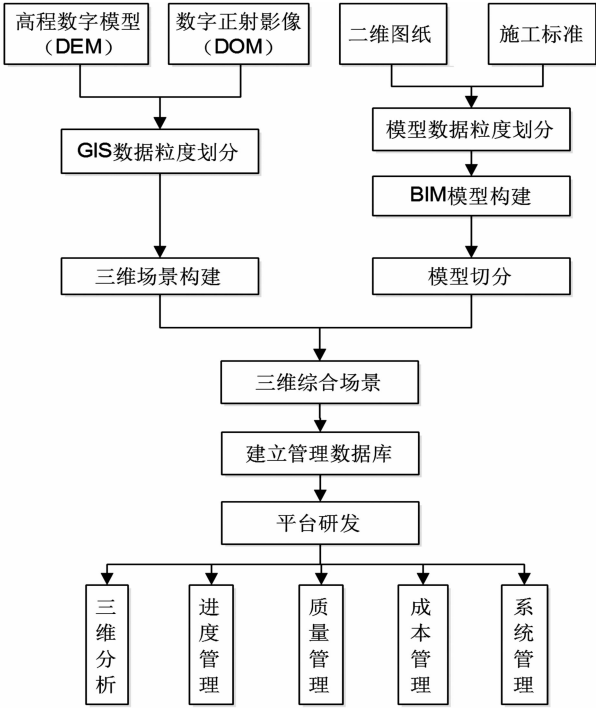 高程数字模型
（DEM）
数字正射影像
（DOM）
二维图纸
施工标准
GIS数据粒度划分
模型数据粒度划分
BIM模型构建
三维场景构建
模型切分
三维综合场景
建立管理数据库
平台研发
三维分析
进度管理
质量管理
成本管理
系统管理